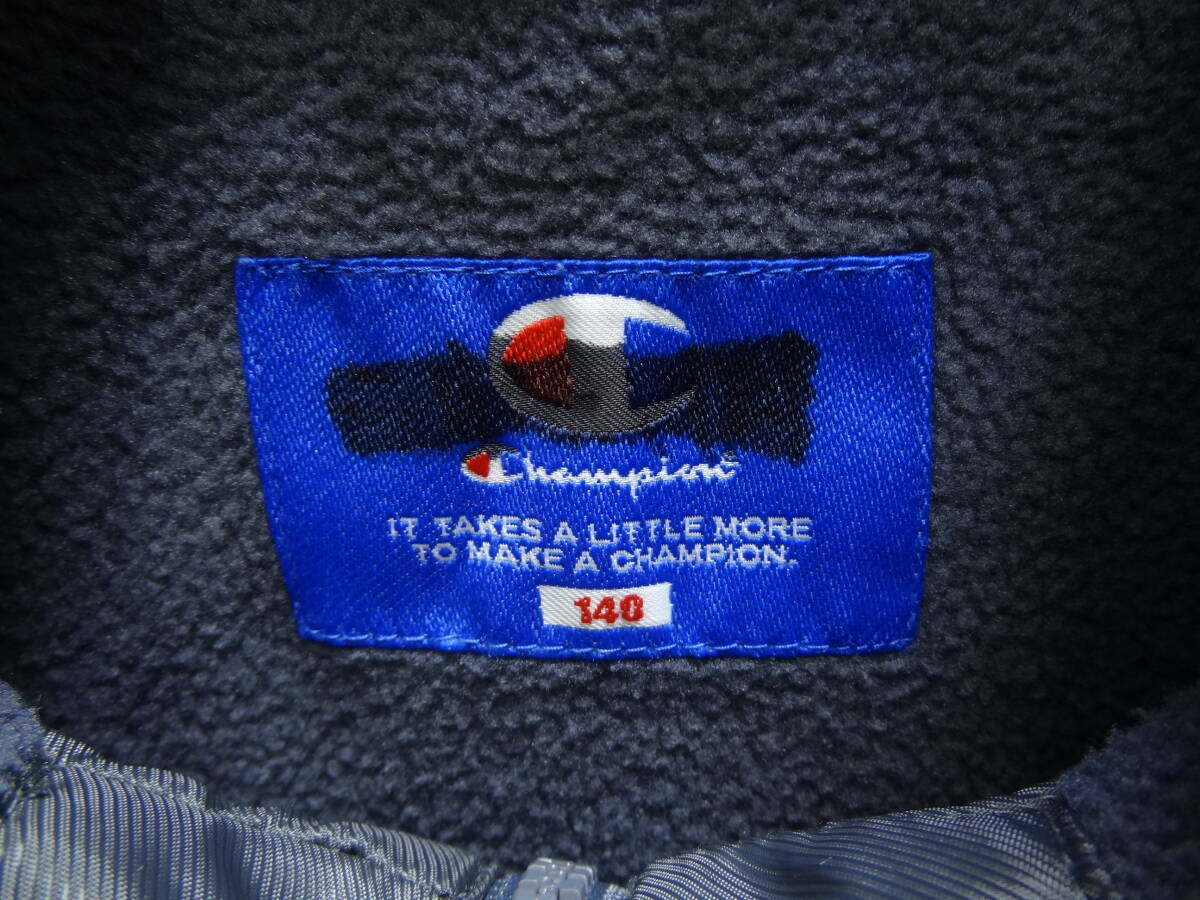 Champion
IT TAKES A LITTLE MORE
TO MAKE A CHAMPION.
140